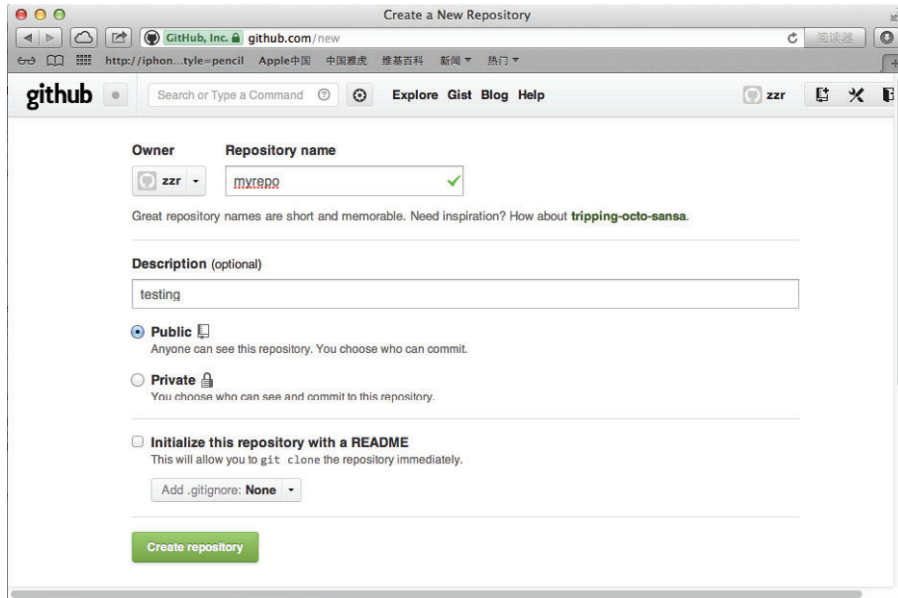 Create a New Repository
GitHub, Inc. github.com/new 阅读器
http://iphon...tyle=pencil Apple中国 中国雅虎 维基百科 新闻 热门
github Search or Type a Command Explore Gist Blog Help zzr
Owner Repository name
zzr myrepo
Great repository names are short and memorable. Need inspiration? How about tripping-octo-sansa.
Description (optional)
testing
Public
Anyone can see this repository. You choose who can commit.
Private
You choose who can see and commit to this repository.
Initialize this repository with a README
This will allow you to git clone the repository immediately.
Add .gitignore: None
Create repository